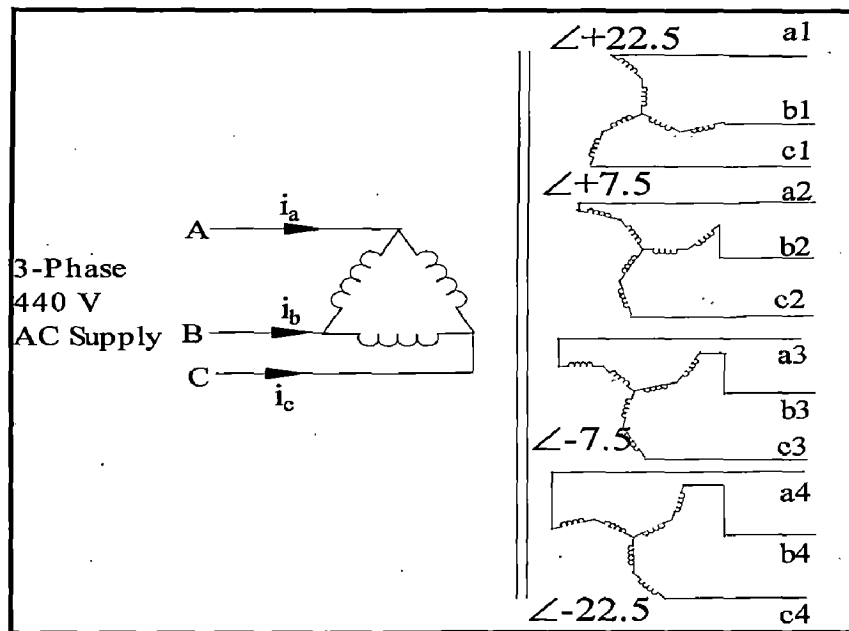 ∠+22.5
a1
b1
c1
∠+7.5
a2
b2
c2
A
i_a
3-Phase
440 V
AC Supply
B
i_b
C
i_c
a3
b3
∠-7.5
c3
a4
b4
∠-22.5
c4